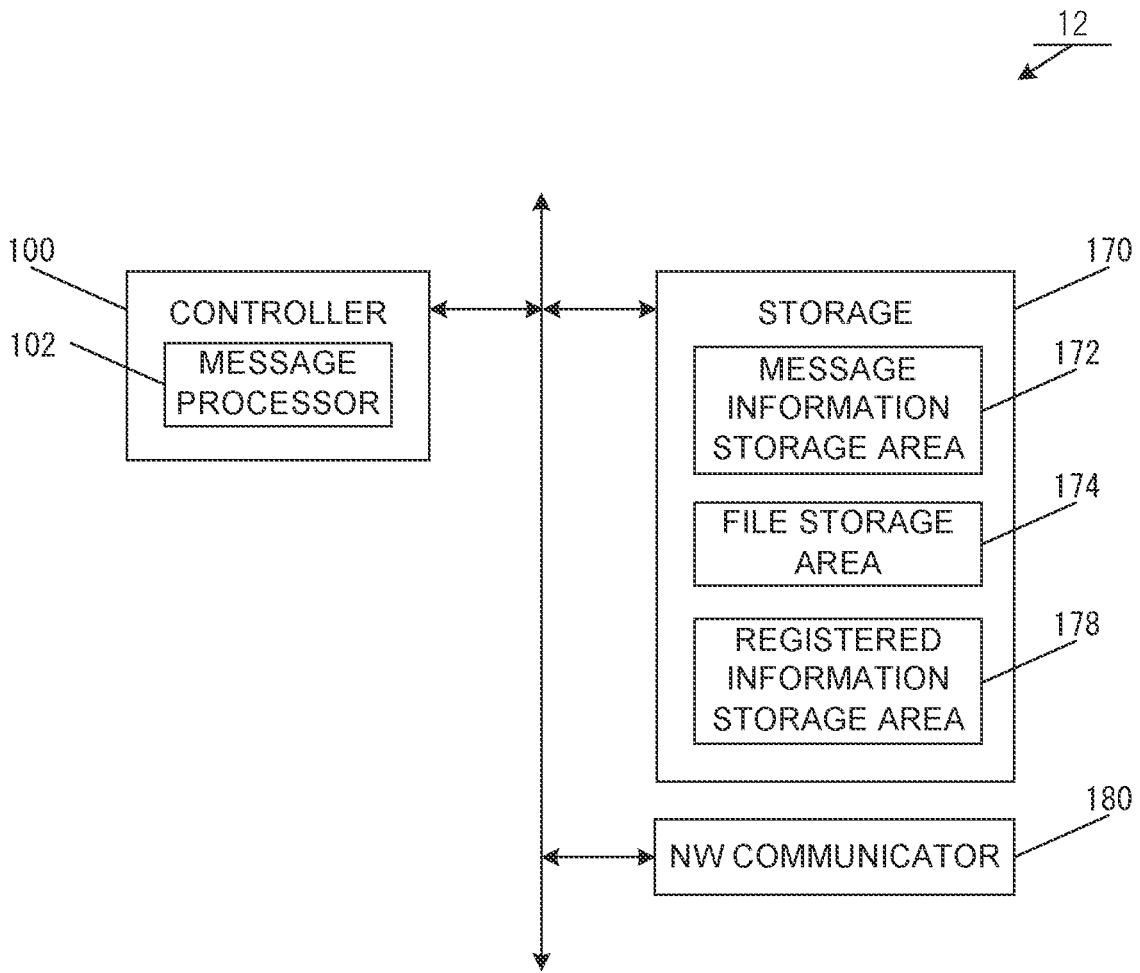 12
100
CONTROLLER
102
MESSAGE
PROCESSOR
170
STORAGE
172
MESSAGE
INFORMATION
STORAGE AREA
174
FILE STORAGE
AREA
178
REGISTERED
INFORMATION
STORAGE AREA
180
NW COMMUNICATOR